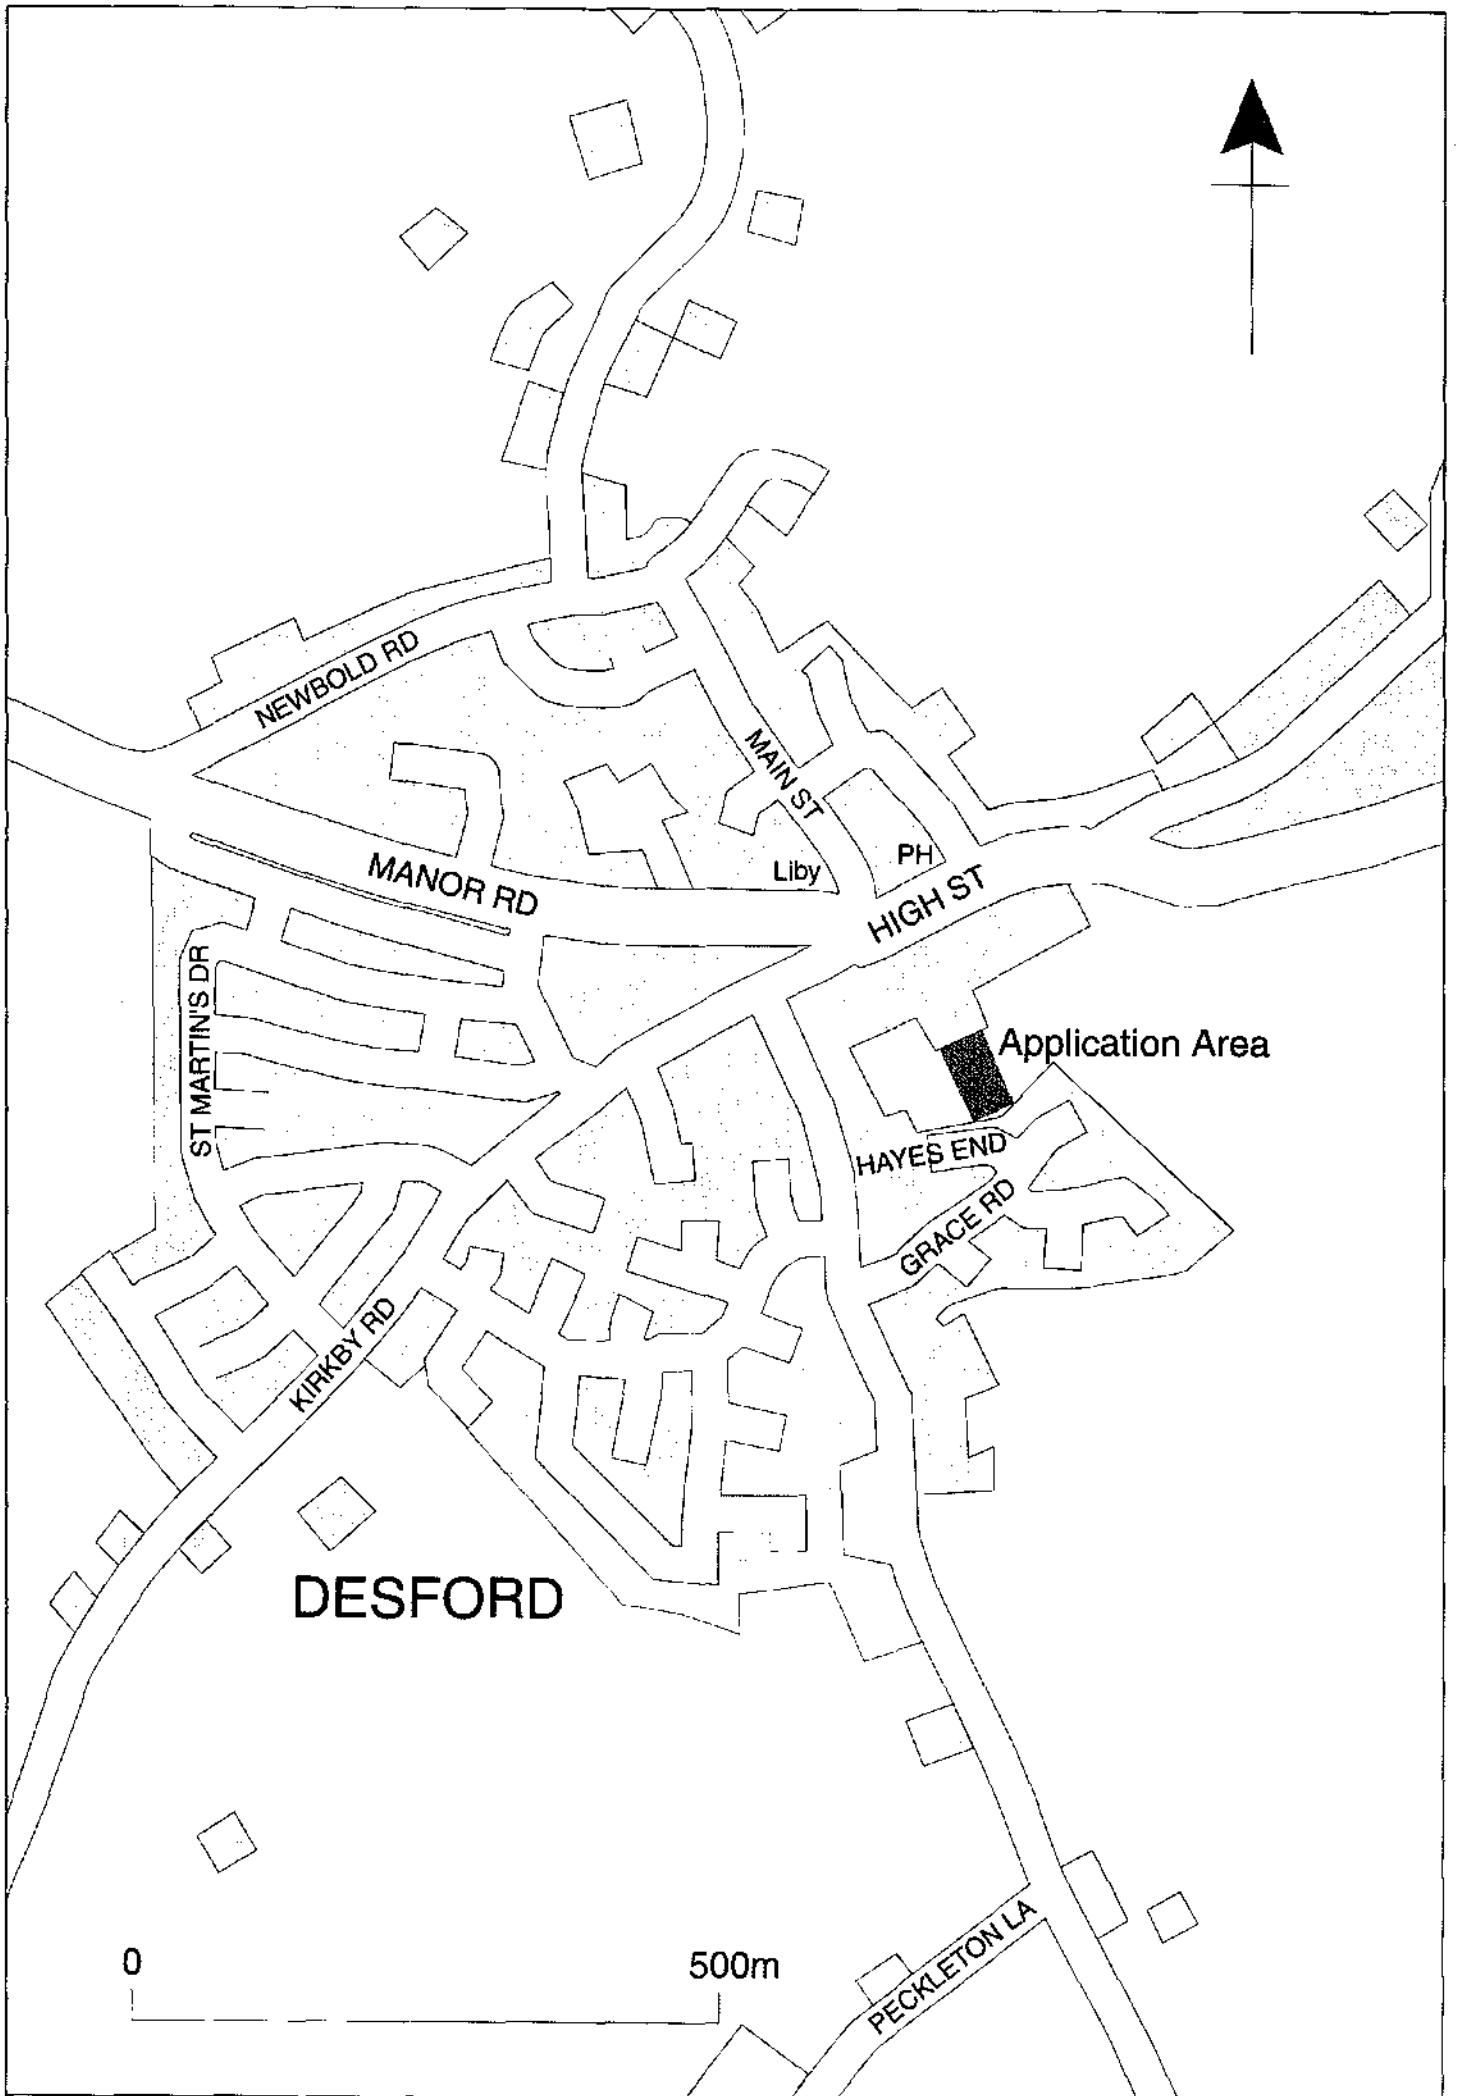 NEWBOLD RD
MAIN ST
MANOR RD
Liby
PH
HIGH ST
ST MARTIN'S DR
Application Area
HAYES END
GRACE RD
KIRKBY RD
DESFORD
PECKLETON LA
0 500m